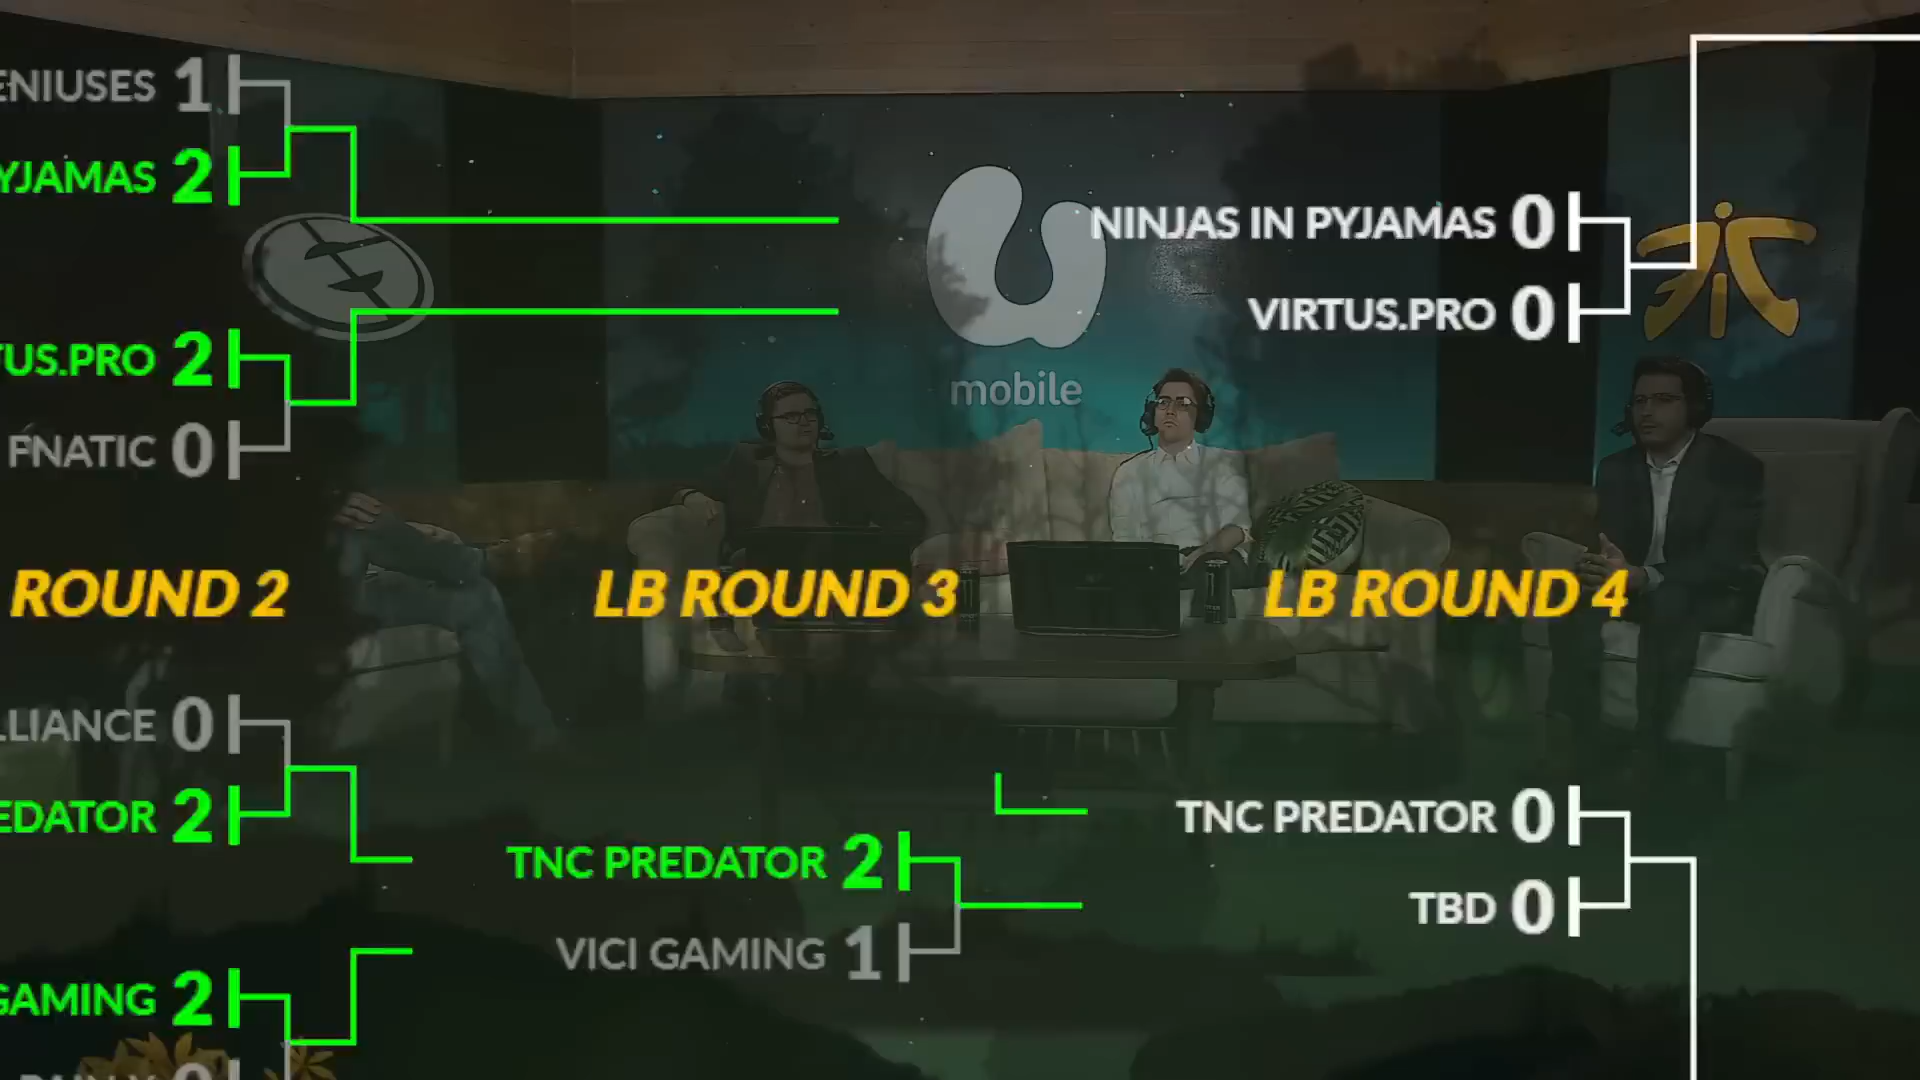 ENIUSES 1
YJAMAS 2
NINJAS IN PYJAMAS 0
TUS.PRO 2
VIRTUS.PRO 0
mobile
FNATIC 0
ROUND 2
LB ROUND 3
LB ROUND 4
LLIANCE 0
EDATOR 2
TNC PREDATOR 0
TNC PREDATOR 2
TBD 0
VICI GAMING 1
GAMING 2